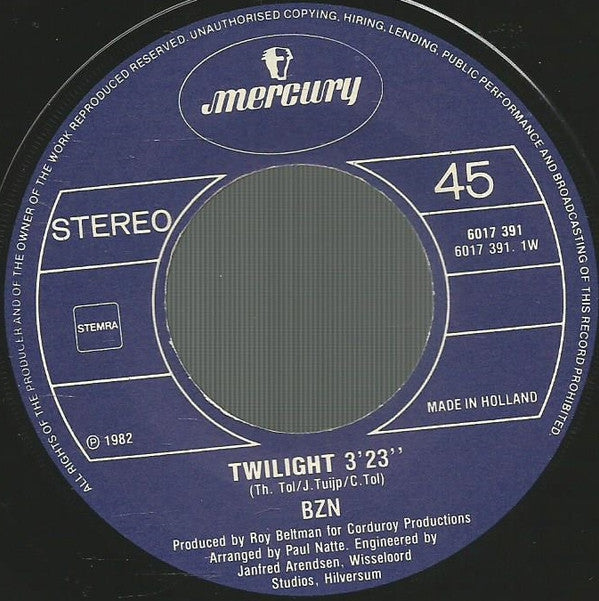 ALL RIGHTS OF THE PRODUCER AND OF THE OWNER OF THE WORK REPRODUCED RESERVED. UNAUTHORISED COPYING, HIRING, LENDING, PUBLIC PERFORMANCE AND BROADCASTING OF THIS RECORD PROHIBITED.
mercury
STEREO
45
6017 391
6017 391. 1W
STEMRA
MADE IN HOLLAND
℗ 1982
TWILIGHT 3'23''
(Th. Tol/J.Tuijp/C.Tol)
BZN
Produced by Roy Beltman for Corduroy Productions
Arranged by Paul Natte. Engineered by
Janfred Arendsen, Wisseloord
Studios, Hilversum